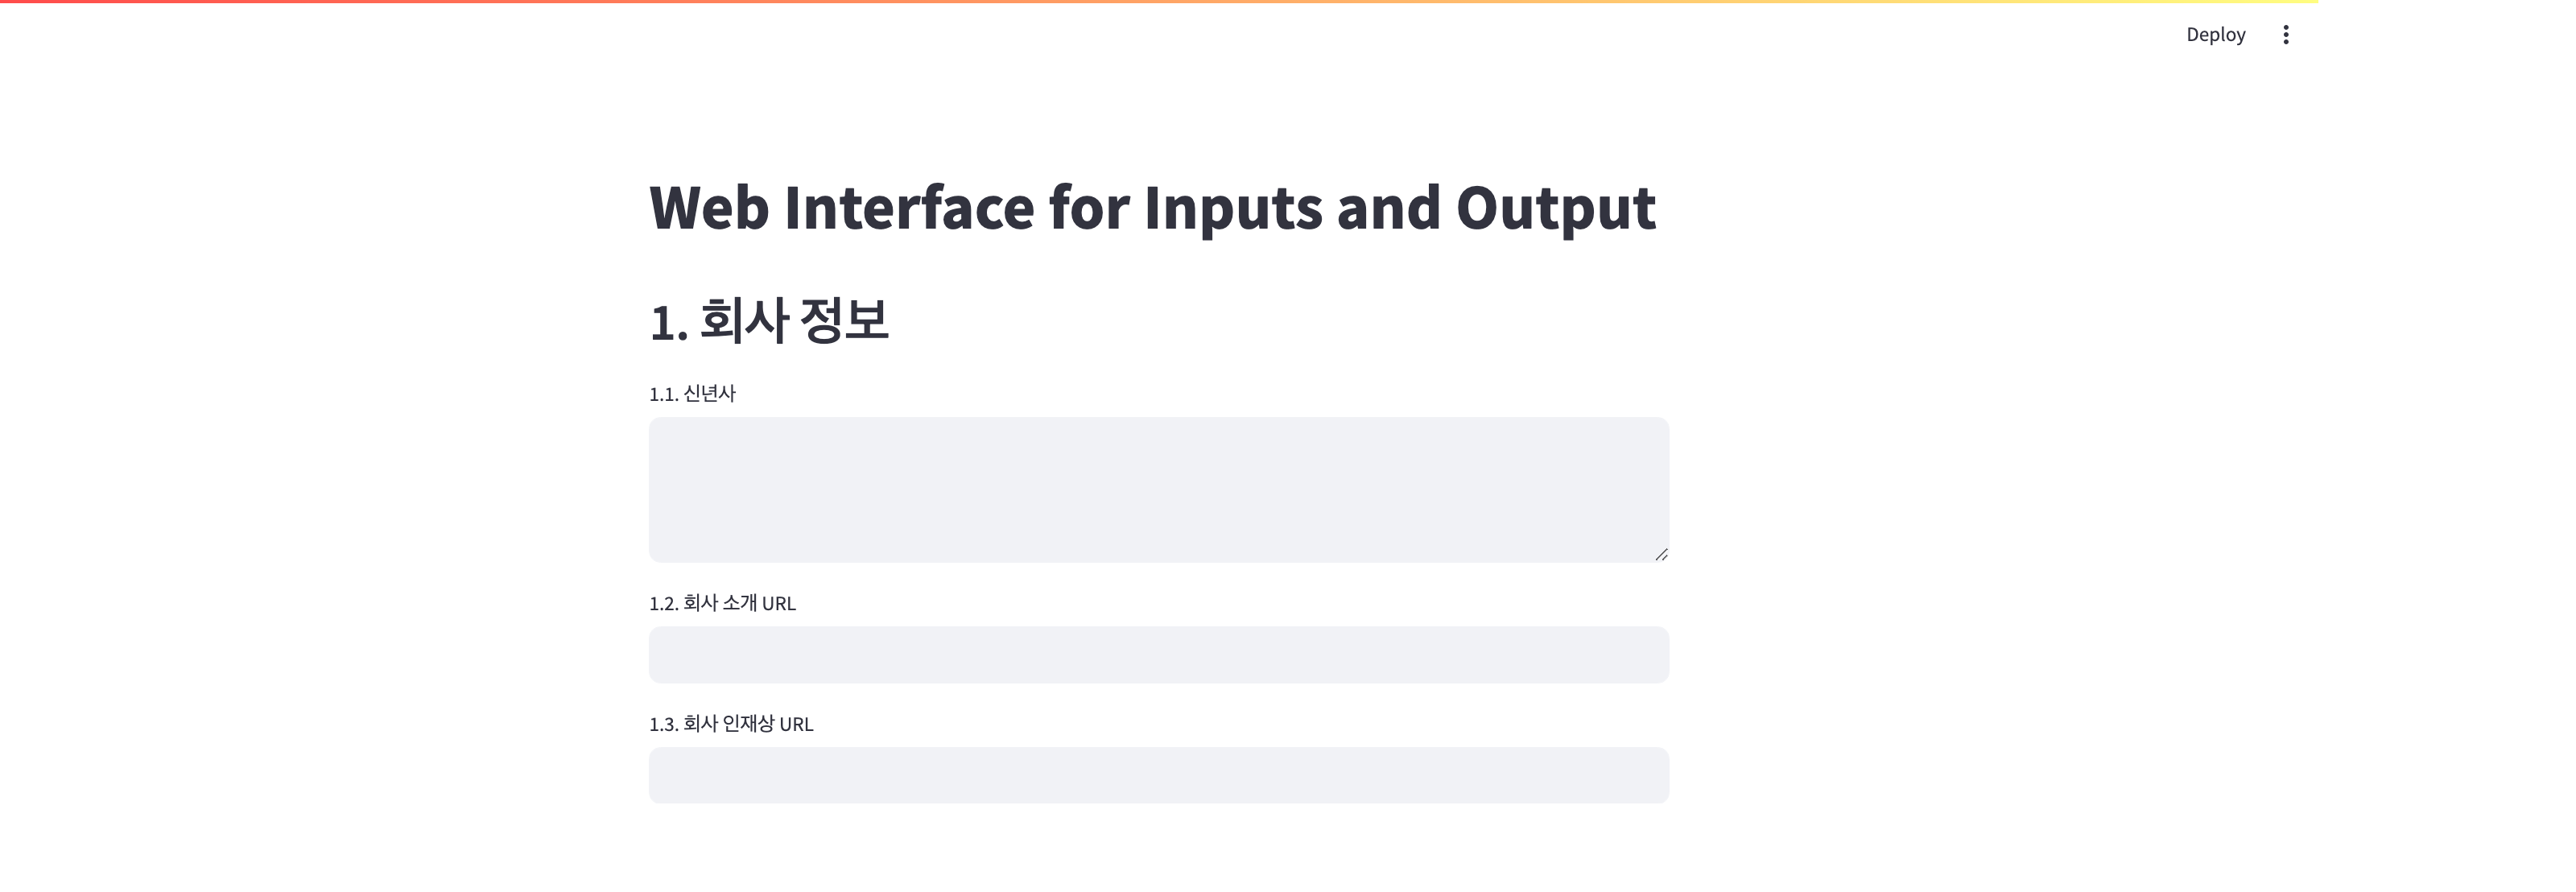 Deploy
Web Interface for Inputs and Output
1. 회사 정보
1.1. 신년사
1.2. 회사 소개 URL
1.3. 회사 인재상 URL